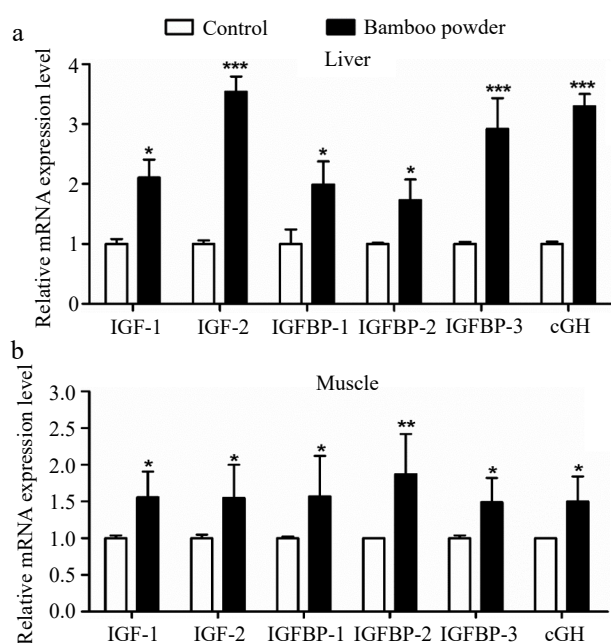 Control Bamboo powder
a
Liver
Relative mRNA expression level
4
3
2
1
0
* *** * * *** ***
IGF-1 IGF-2 IGFBP-1 IGFBP-2 IGFBP-3 cGH
b
Muscle
Relative mRNA expression level
3.0
2.5
2.0
1.5
1.0
0.5
0.0
* * * ** * *
IGF-1 IGF-2 IGFBP-1 IGFBP-2 IGFBP-3 cGH